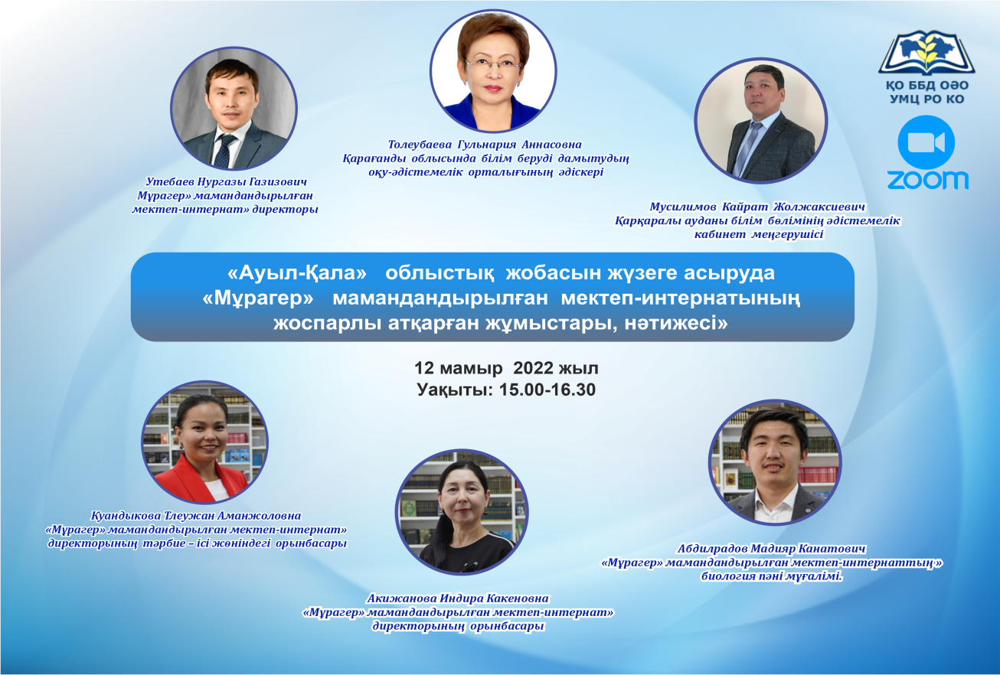 ҚО ББД ОӘО
УМЦ РО КО
zoom
Толеубаева Гульнария Аннасовна
Қарағанды облысында білім беруді дамытудың
оқу-әдістемелік орталығының әдіскері
Утебаев Нургазы Газизович
Мұрагер» мамандандырылған
мектеп-интернат» директоры
Мусилимов Кайрат Жолжаксиевич
Қарқаралы ауданы білім бөлімінің әдістемелік
кабинет меңгерушісі
«Ауыл-Қала» облыстық жобасын жүзеге асыруда
«Мұрагер» мамандандырылған мектеп-интернатының
жоспарлы атқарған жұмыстары, нәтижесі»
12 мамыр 2022 жыл
Уақыты: 15.00-16.30
Куандыкова Тлеужан Аманжоловна
«Мұрагер» мамандандырылған мектеп-интернат»
директорының тәрбие – ісі жөніндегі орынбасары
Акижанова Индира Какеновна
«Мұрагер» мамандандырылған мектеп-интернат»
директорының орынбасары
Абдилрадов Мадияр Канатович
«Мұрагер» мамандандырылған мектеп-интернаттың »
биология пәні мұғалімі.